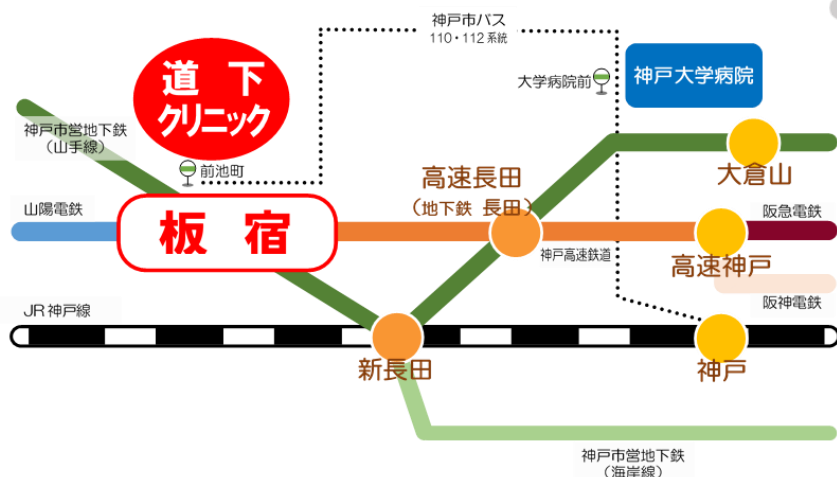 神戸市バス
110・112系統
道 下
クリニック
大学病院前
神戸大学病院
神戸市営地下鉄
（山手線）
前池町
高速長田
（地下鉄 長田）
大倉山
山陽電鉄
板 宿
阪急電鉄
神戸高速鉄道
高速神戸
JR神戸線
阪神電鉄
新長田
神戸
神戸市営地下鉄
（海岸線）